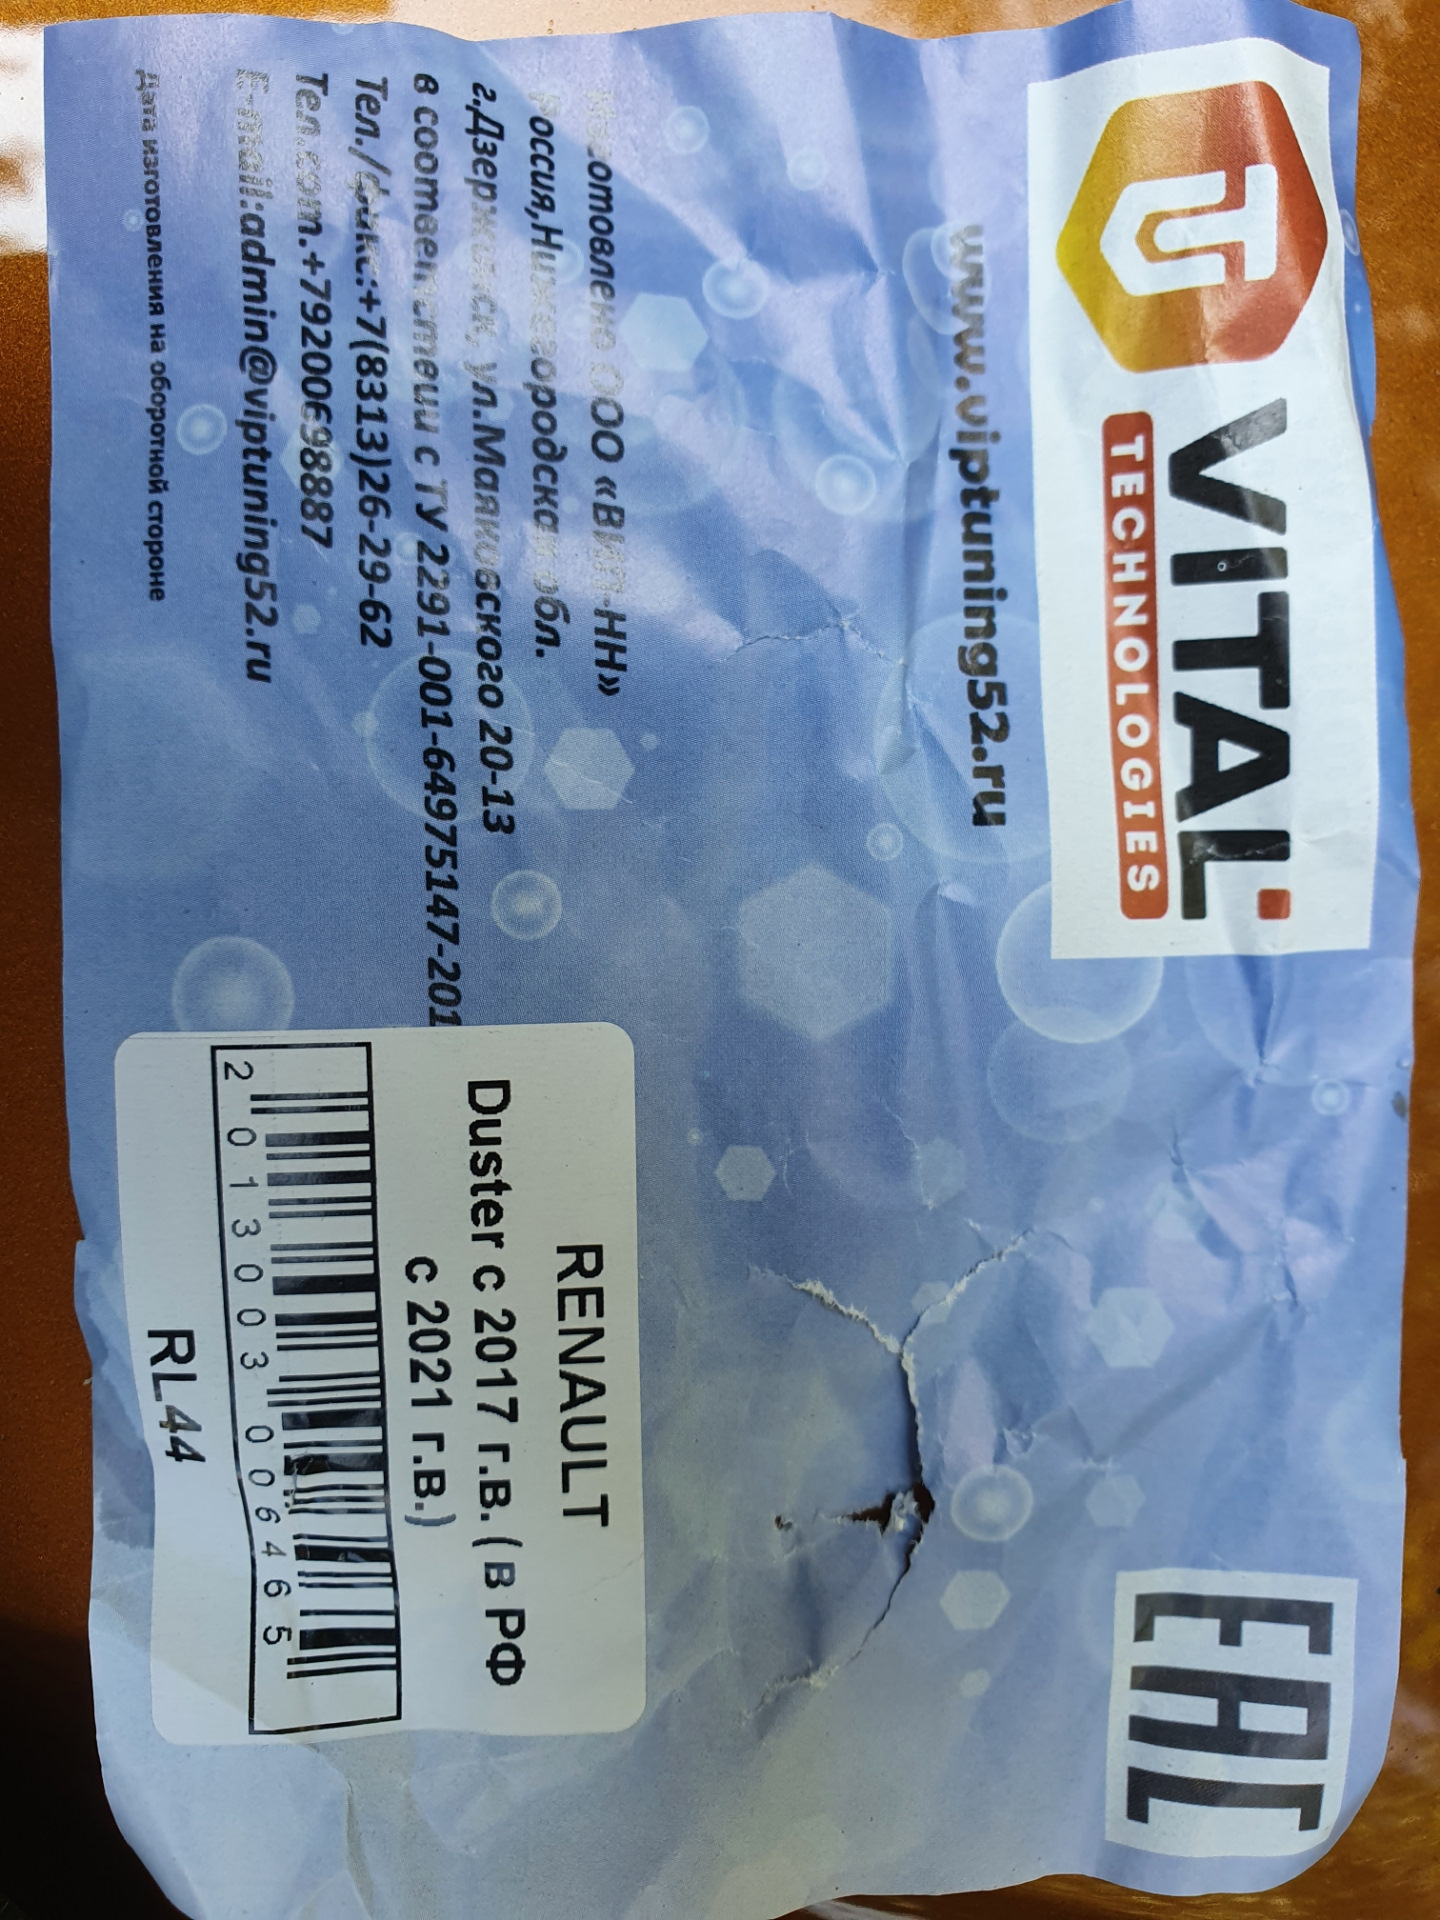 VITAL
TECHNOLOGIES
EAC
www.viptuning52.ru
Изготовлено ООО «ВИП-НН»
Россия,Нижегородская обл.
г.Дзержинск, ул.Маяковского 20-13
в соответствии с ТУ 2291-001-64975147-201
Тел./факс:+7(8313)26-29-62
Тел.сот.+79200698887
E-mail:admin@viptuning52.ru
Дата изготовления на оборотной стороне
RENAULT
Duster с 2017 г.в. ( в РФ
с 2021 г.в.)
2013003006465
RL44